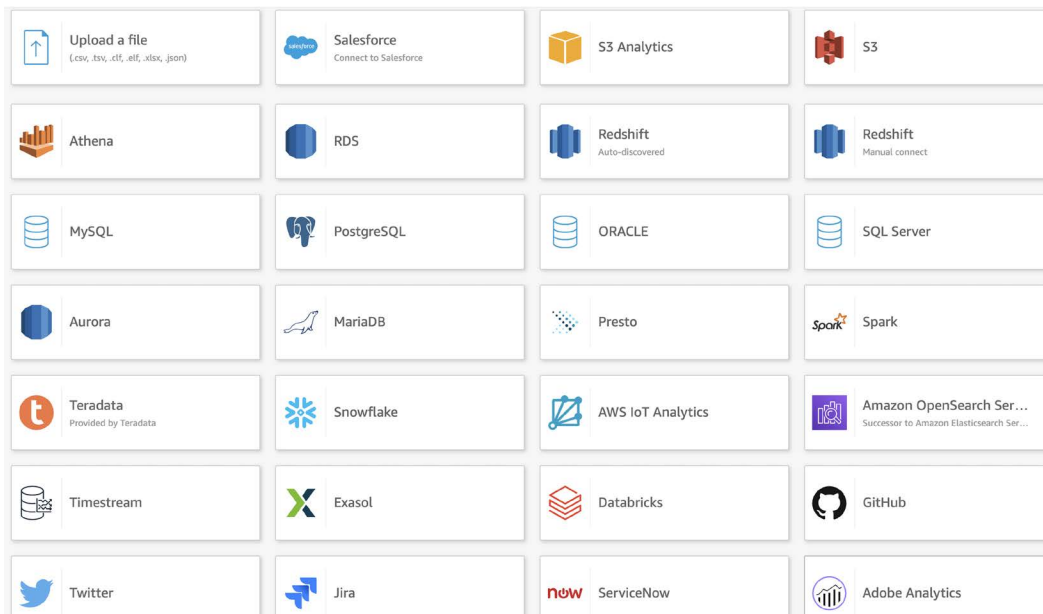 Upload a file
(.csv, .tsv, .clf, .elf, .xlsx, .json)
salesforce
Salesforce
Connect to Salesforce
S3 Analytics
S3
Athena
RDS
Redshift
Auto-discovered
Redshift
Manual connect
MySQL
PostgreSQL
ORACLE
SQL Server
Aurora
MariaDB
Presto
Spark
Spark
t
Teradata
Provided by Teradata
Snowflake
AWS IoT Analytics
Amazon OpenSearch Ser...
Successor to Amazon Elasticsearch Ser...
Timestream
Exasol
Databricks
GitHub
Twitter
Jira
now
ServiceNow
Adobe Analytics